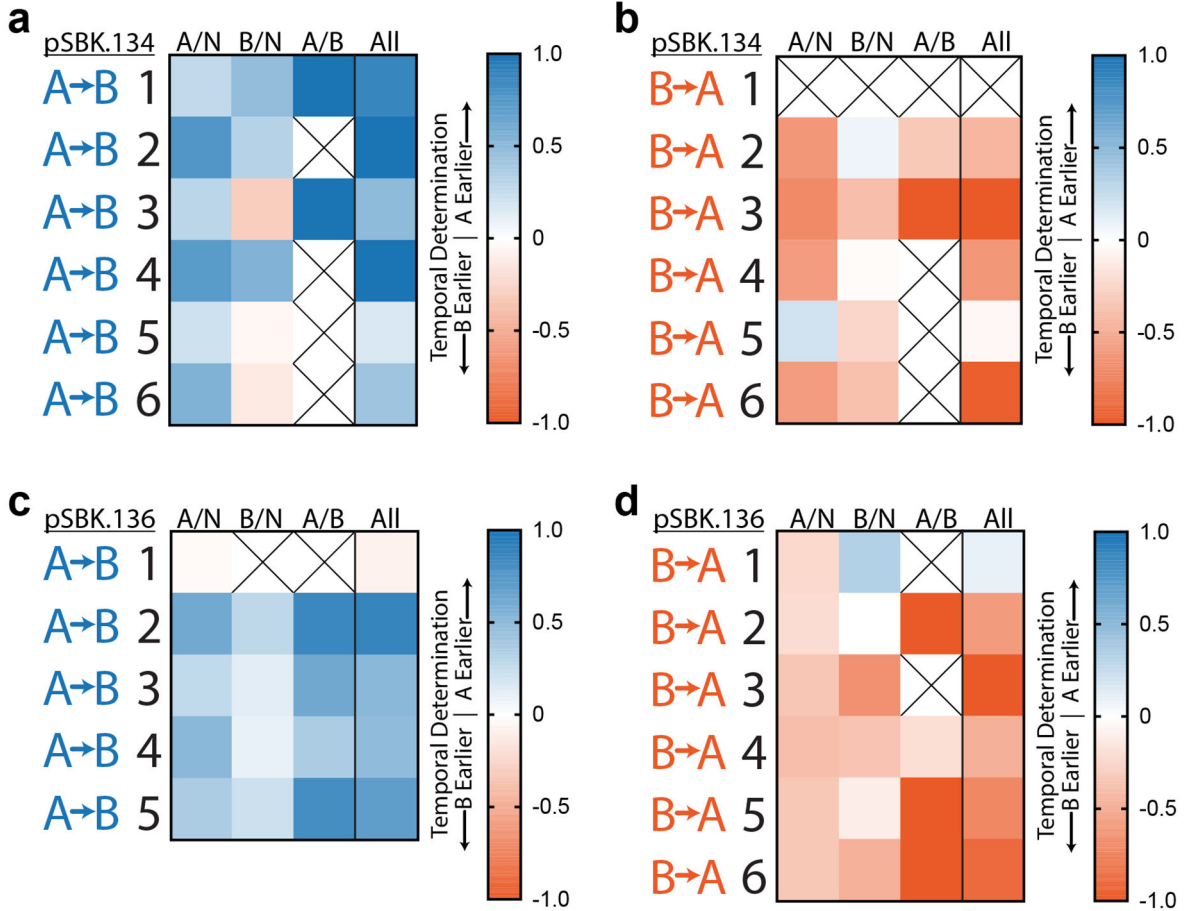 a
pSBK.134 A/N B/N A/B All
A→B 1
A→B 2
A→B 3
A→B 4
A→B 5
A→B 6
1.0
0.5
0
-0.5
-1.0
Temporal Determination
←B Earlier | A Earlier→
b
pSBK.134 A/N B/N A/B All
B→A 1
B→A 2
B→A 3
B→A 4
B→A 5
B→A 6
Temporal Determination
←B Earlier | A Earlier→
1.0
0.5
0
-0.5
-1.0
c
pSBK.136 A/N B/N A/B All
A→B 1
A→B 2
A→B 3
A→B 4
A→B 5
Temporal Determination
←B Earlier | A Earlier→
1.0
0.5
0
-0.5
-1.0
d
pSBK.136 A/N B/N A/B All
B→A 1
B→A 2
B→A 3
B→A 4
B→A 5
B→A 6
Temporal Determination
←B Earlier | A Earlier→
1.0
0.5
0
-0.5
-1.0